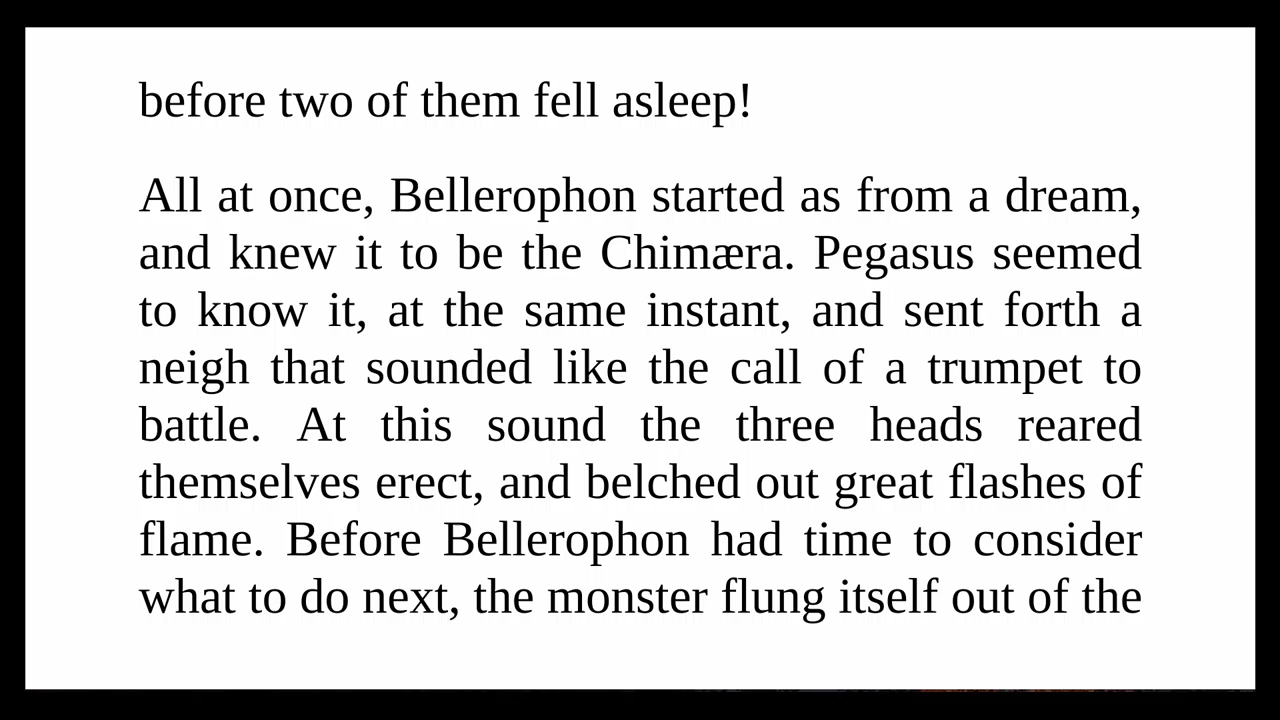 before two of them fell asleep!
All at once, Bellerophon started as from a dream,
and knew it to be the Chimæra. Pegasus seemed
to know it, at the same instant, and sent forth a
neigh that sounded like the call of a trumpet to
battle. At this sound the three heads reared
themselves erect, and belched out great flashes of
flame. Before Bellerophon had time to consider
what to do next, the monster flung itself out of the